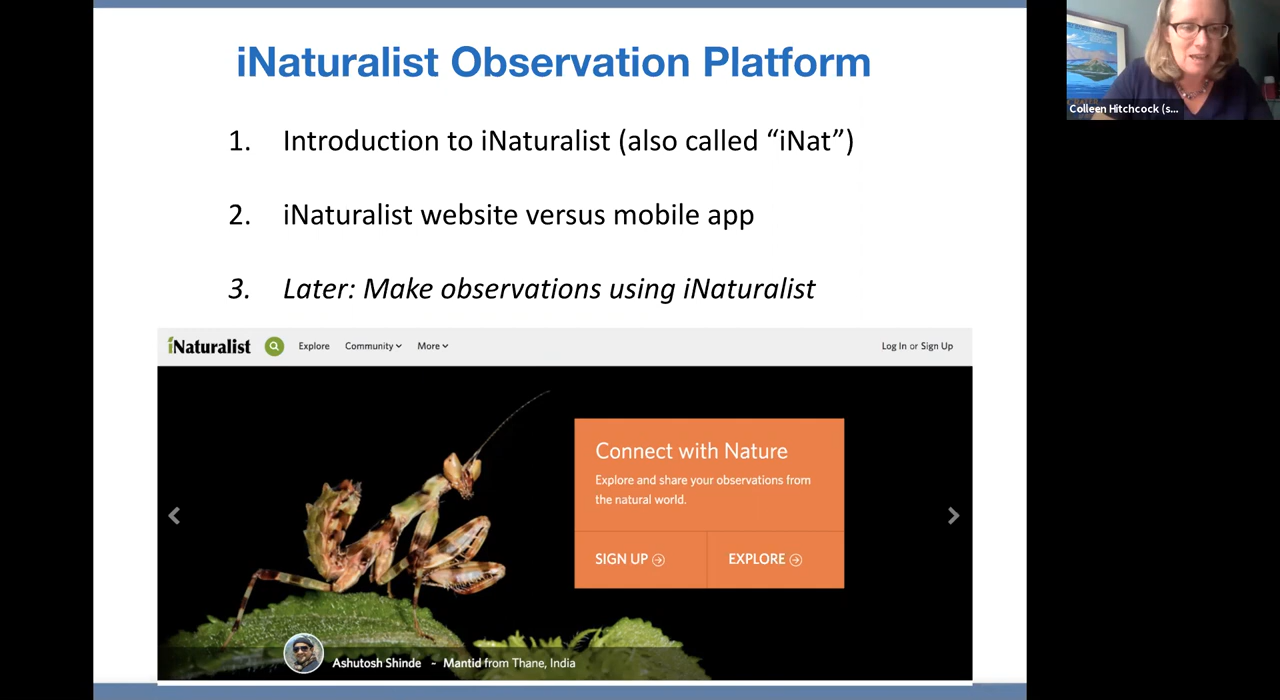 iNaturalist Observation Platform
1. Introduction to iNaturalist (also called “iNat”)
2. iNaturalist website versus mobile app
3. Later: Make observations using iNaturalist
iNaturalist Explore Community More Log In or Sign Up
Connect with Nature
Explore and share your observations from
the natural world.
SIGN UP EXPLORE
Ashutosh Shinde - Mantid from Thane, India
Colleen Hitchcock (s...